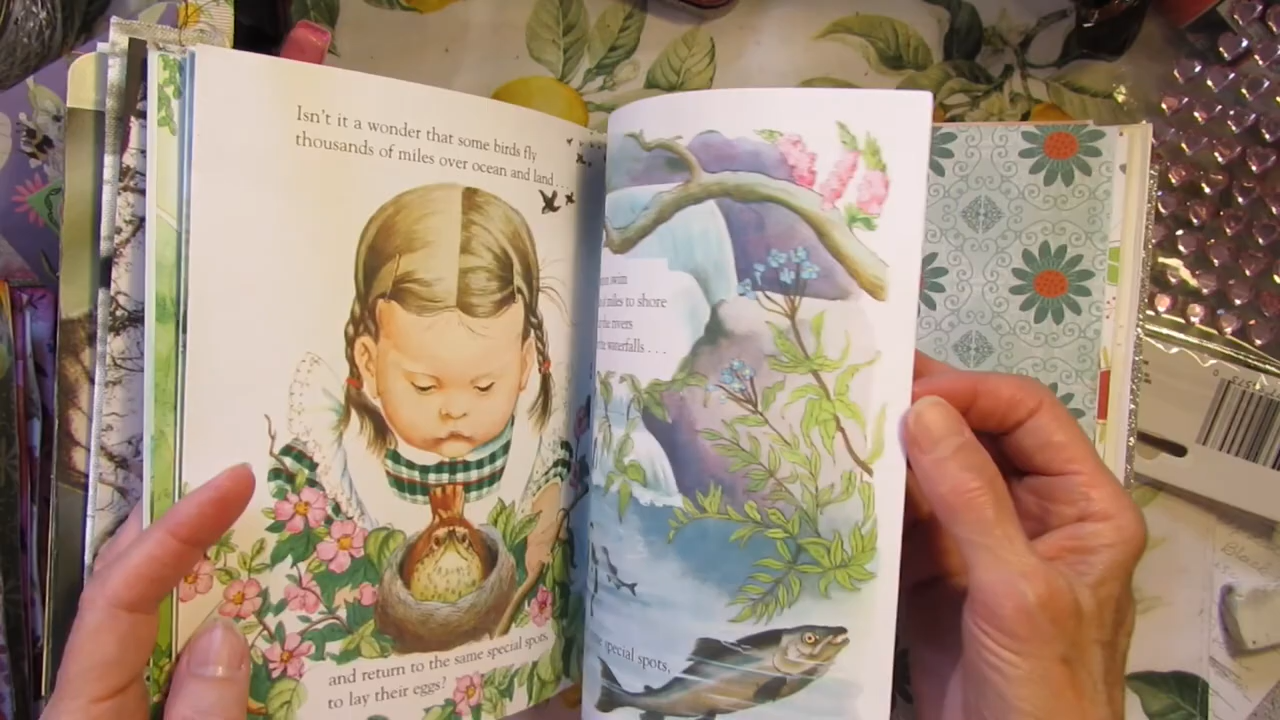 Isn't it a wonder that some birds fly
thousands of miles over ocean and land . . .
and return to the same special spots,
to lay their eggs?
swim
miles to shore
the rivers
the waterfalls . . .
special spots,